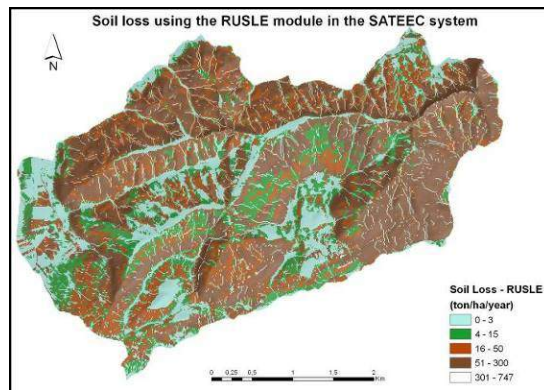 Soil loss using the RUSLE module in the SATEEC system
N
Soil Loss - RUSLE
(ton/ha/year)
0 - 3
4 - 15
16 - 50
51 - 300
301 - 747
0 0,25 0,5 1 1,5 2
Km